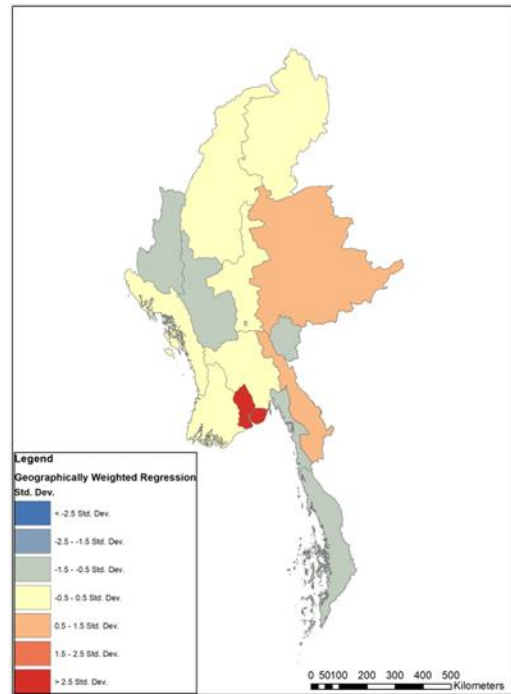 Legend
Geographically Weighted Regression
Std. Dev.
< -2.5 Std. Dev.
-2.5 - -1.5 Std. Dev.
-1.5 - -0.5 Std. Dev.
-0.5 - 0.5 Std. Dev.
0.5 - 1.5 Std. Dev.
1.5 - 2.5 Std. Dev.
> 2.5 Std. Dev.
0 50100 200 300 400 500
Kilometers